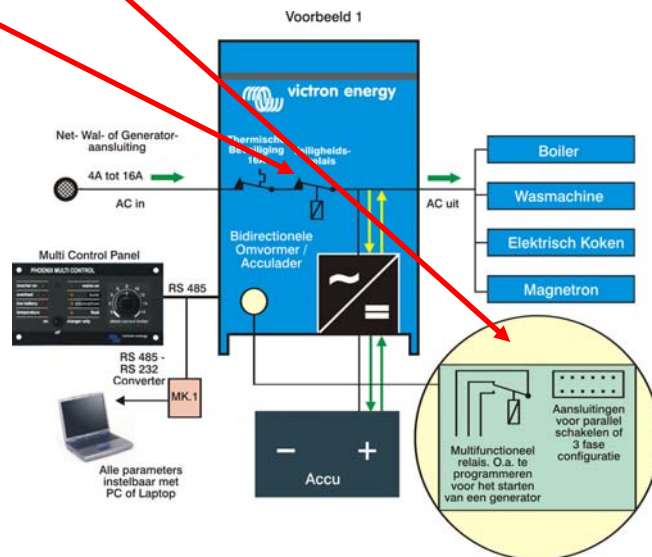 Voorbeeld 1
victron energy
Net- Wal- of Generator-
aansluiting
4A tot 16A
AC in
Thermische
Beveiliging
16A
relais
AC uit
Boiler
Wasmachine
Elektrisch Koken
Magnetron
Bidirectionele
Omvormer /
Acculader
Multi Control Panel
PHOENIX MULTI CONTROL
RS 485
RS 485 -
RS 232
Converter
MK.1
Alle parameters
instelbaar met
PC of Laptop
Accu
Multifunctioneel
relais. O.a. te
programmeren
voor het starten
van een generator
Aansluitingen
voor parallel
schakelen of
3 fase
configuratie